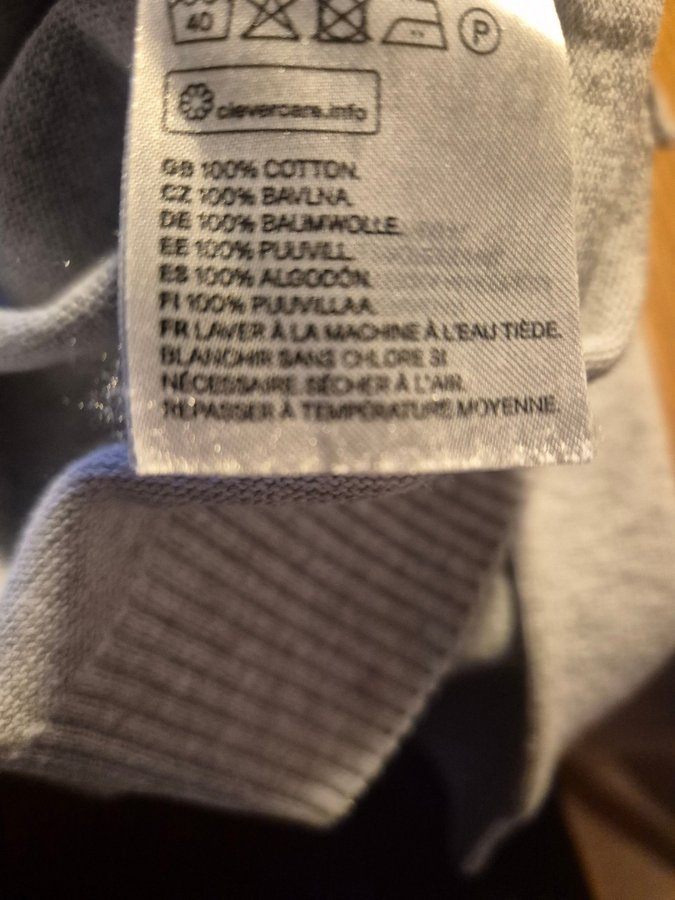 40
P
clevercare.info
GB 100% COTTON.
CZ 100% BAVLNA.
DE 100% BAUMWOLLE.
EE 100% PUUVILL.
ES 100% ALGODÓN.
FI 100% PUUVILLAA.
FR LAVER À LA MACHINE À L'EAU TIÈDE.
BLANCHIR SANS CHLORE SI
NÉCESSAIRE. SÉCHER À L'AIR.
REPASSER À TEMPÉRATURE MOYENNE.